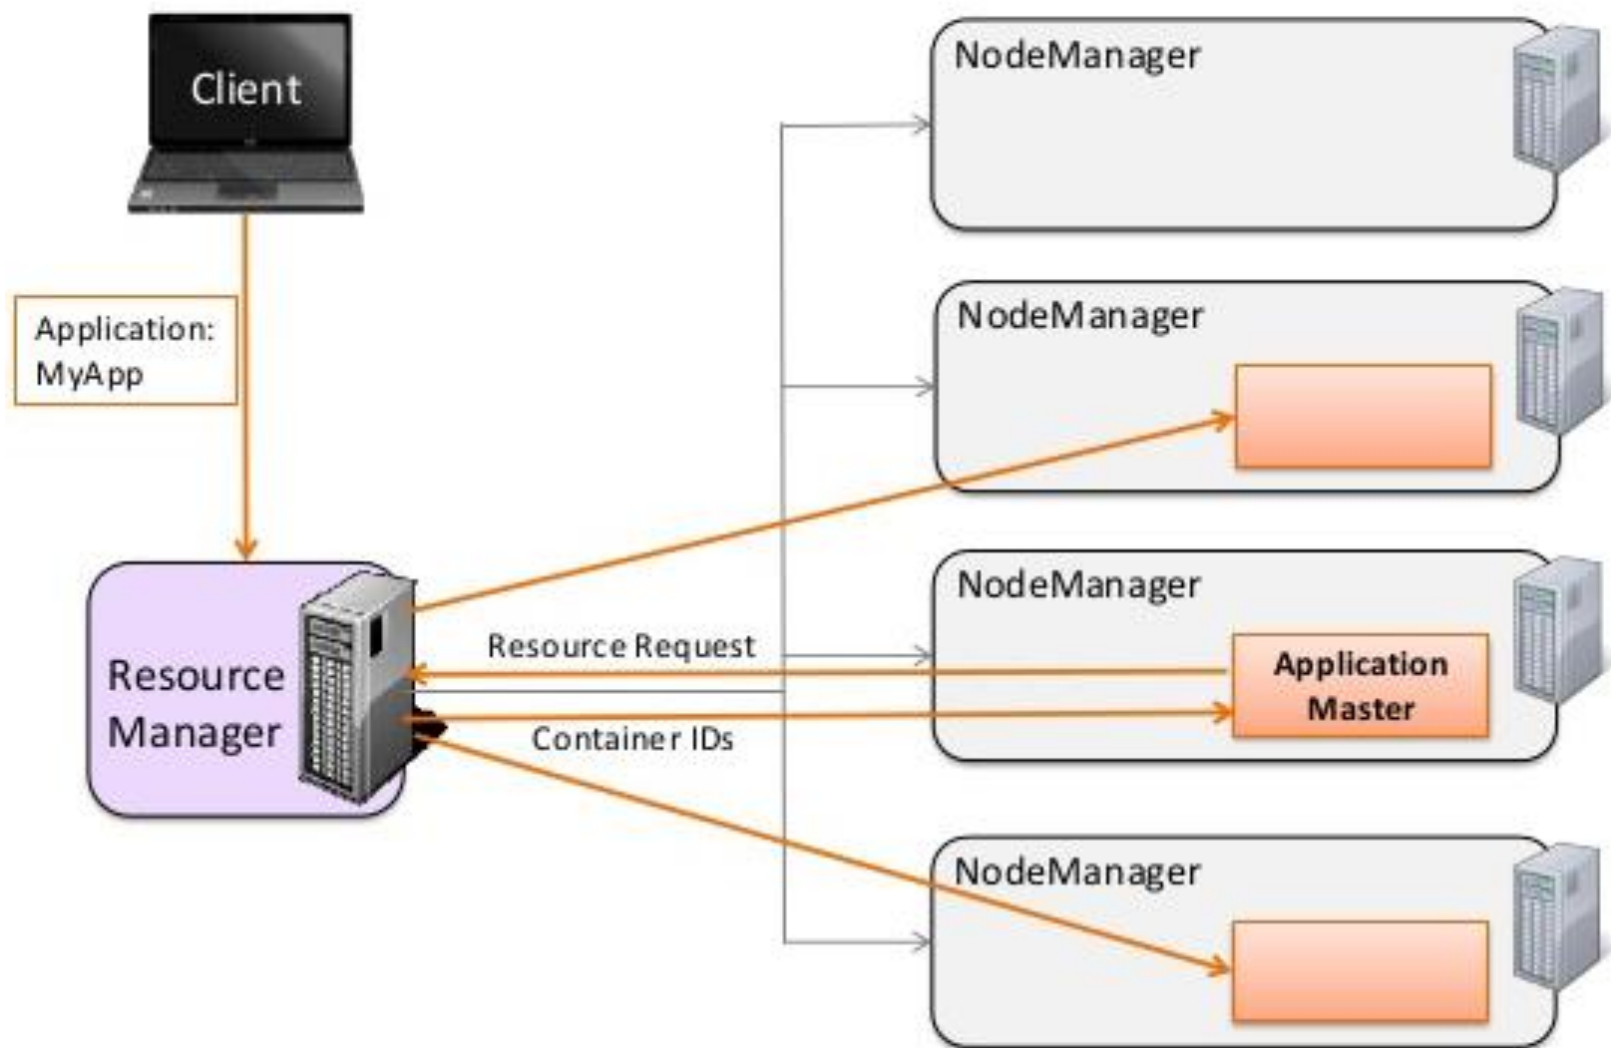 Client
Application:
MyApp
Resource
Manager
Resource Request
Container IDs
NodeManager
NodeManager
NodeManager
Application
Master
NodeManager